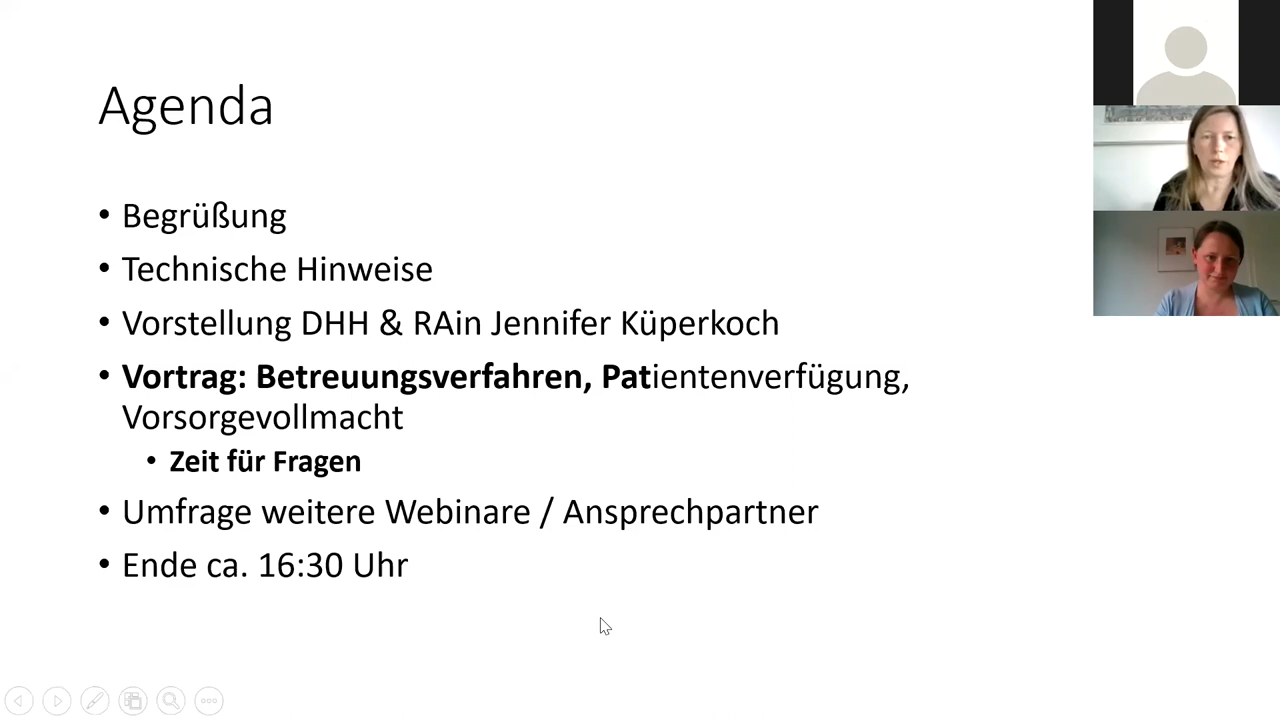 Agenda
• Begrüßung
• Technische Hinweise
• Vorstellung DHH & RAin Jennifer Küperkoch
• Vortrag: Betreuungsverfahren, Patientenverfügung,
Vorsorgevollmacht
• Zeit für Fragen
• Umfrage weitere Webinare / Ansprechpartner
• Ende ca. 16:30 Uhr